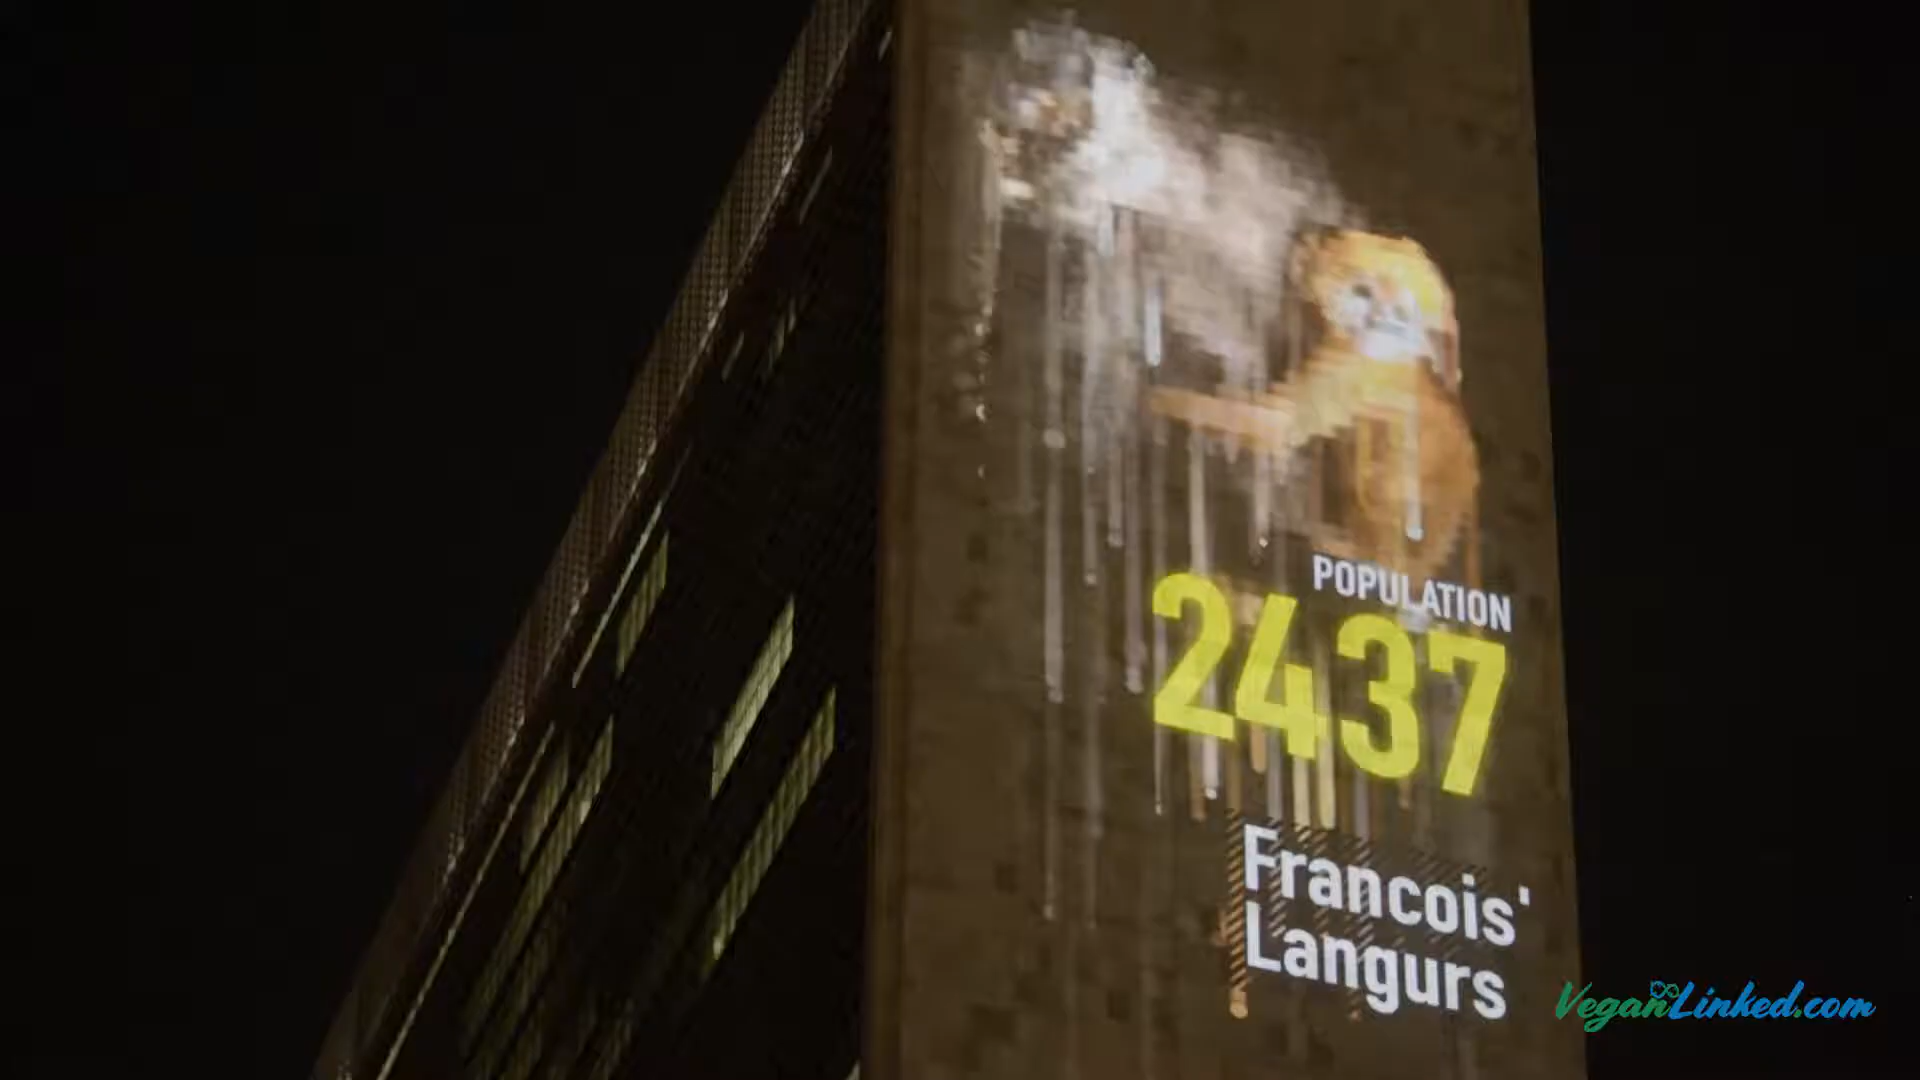 POPULATION
2437
Francois'
Langurs
VeganLinked.com